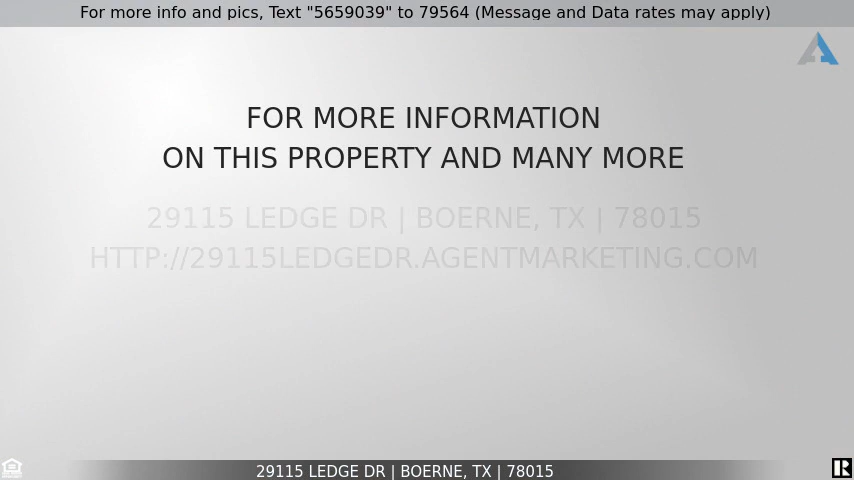 For more info and pics, Text "5659039" to 79564 (Message and Data rates may apply)
FOR MORE INFORMATION
ON THIS PROPERTY AND MANY MORE
29115 LEDGE DR | BOERNE, TX | 78015
HTTP://29115LEDGEDR.AGENTMARKETING.COM
29115 LEDGE DR | BOERNE, TX | 78015